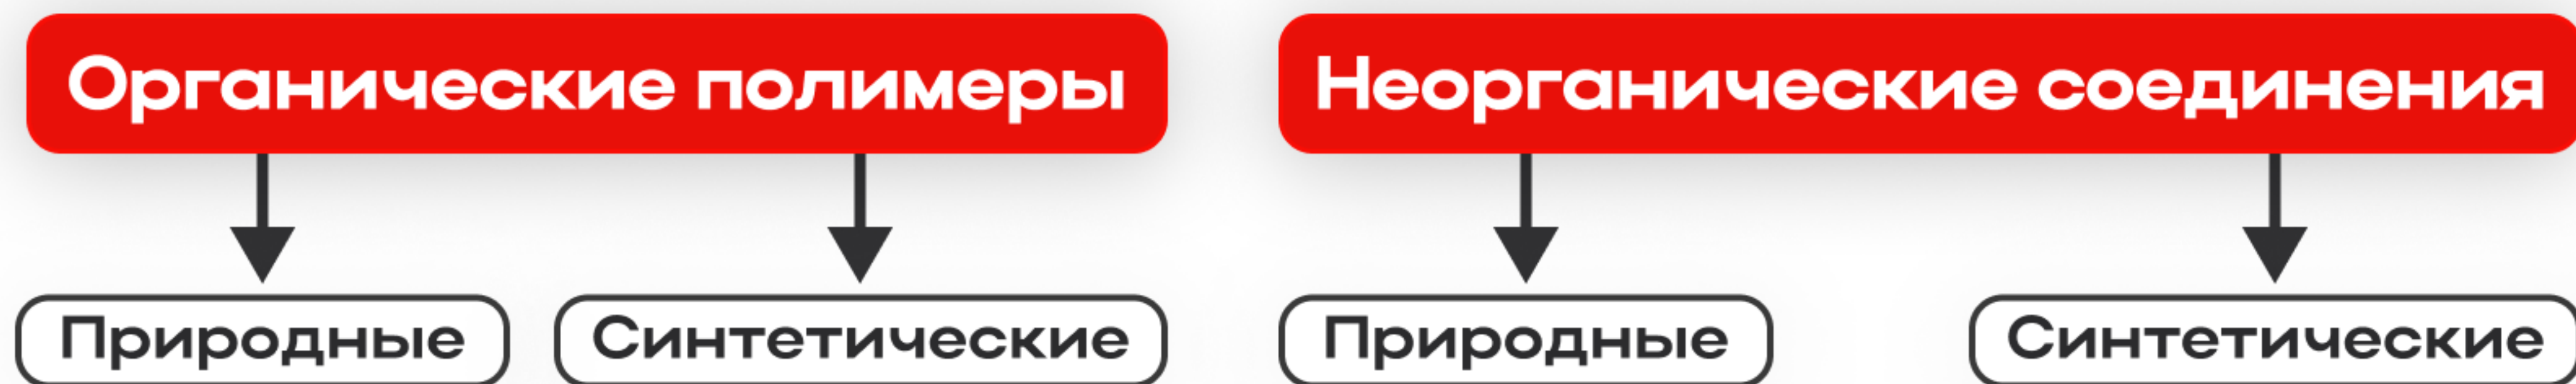 Органические полимеры
Неорганические соединения
Природные
Синтетические
Природные
Синтетические